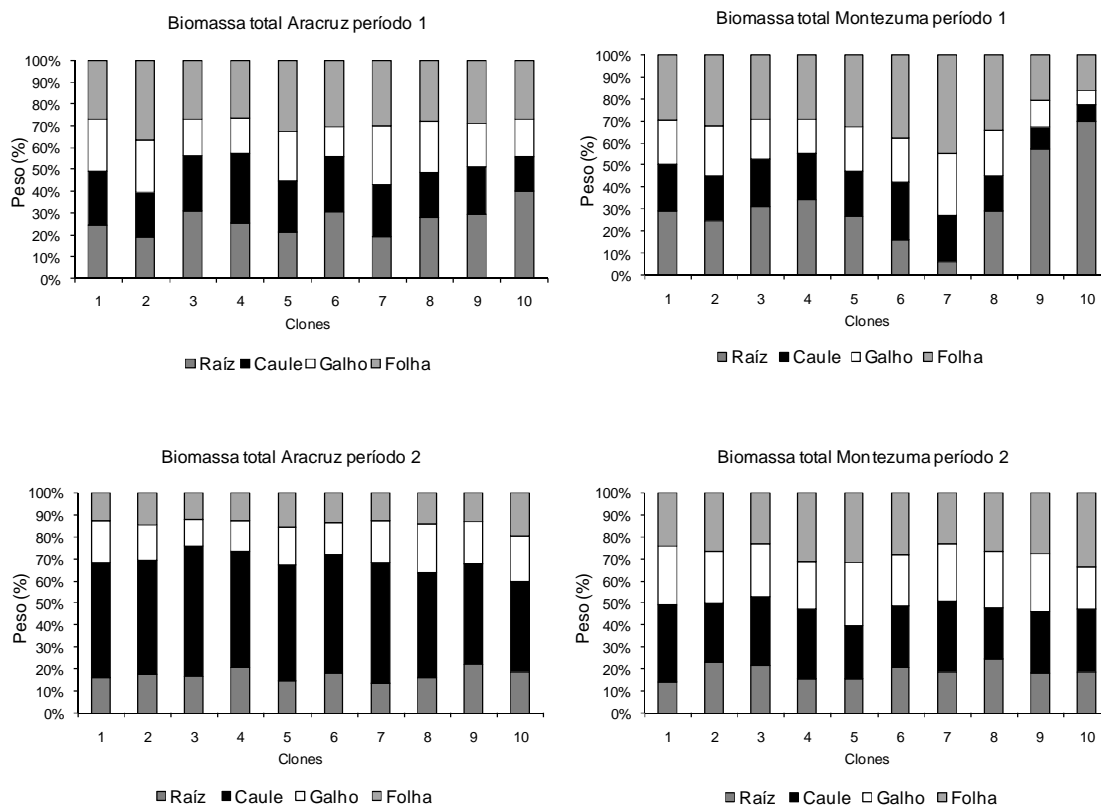 Biomassa total Aracruz período 1
Peso (%)
100%
90%
80%
70%
60%
50%
40%
30%
20%
10%
0%
1 2 3 4 5 6 7 8 9 10
Clones
Raíz Caule Galho Folha
Biomassa total Montezuma período 1
Peso (%)
100%
90%
80%
70%
60%
50%
40%
30%
20%
10%
0%
1 2 3 4 5 6 7 8 9 10
Clones
Raíz Caule Galho Folha
Biomassa total Aracruz período 2
Peso (%)
100%
90%
80%
70%
60%
50%
40%
30%
20%
10%
0%
1 2 3 4 5 6 7 8 9 10
Clones
Raíz Caule Galho Folha
Biomassa total Montezuma período 2
Peso (%)
100%
90%
80%
70%
60%
50%
40%
30%
20%
10%
0%
1 2 3 4 5 6 7 8 9 10
Clones
Raíz Caule Galho Folha